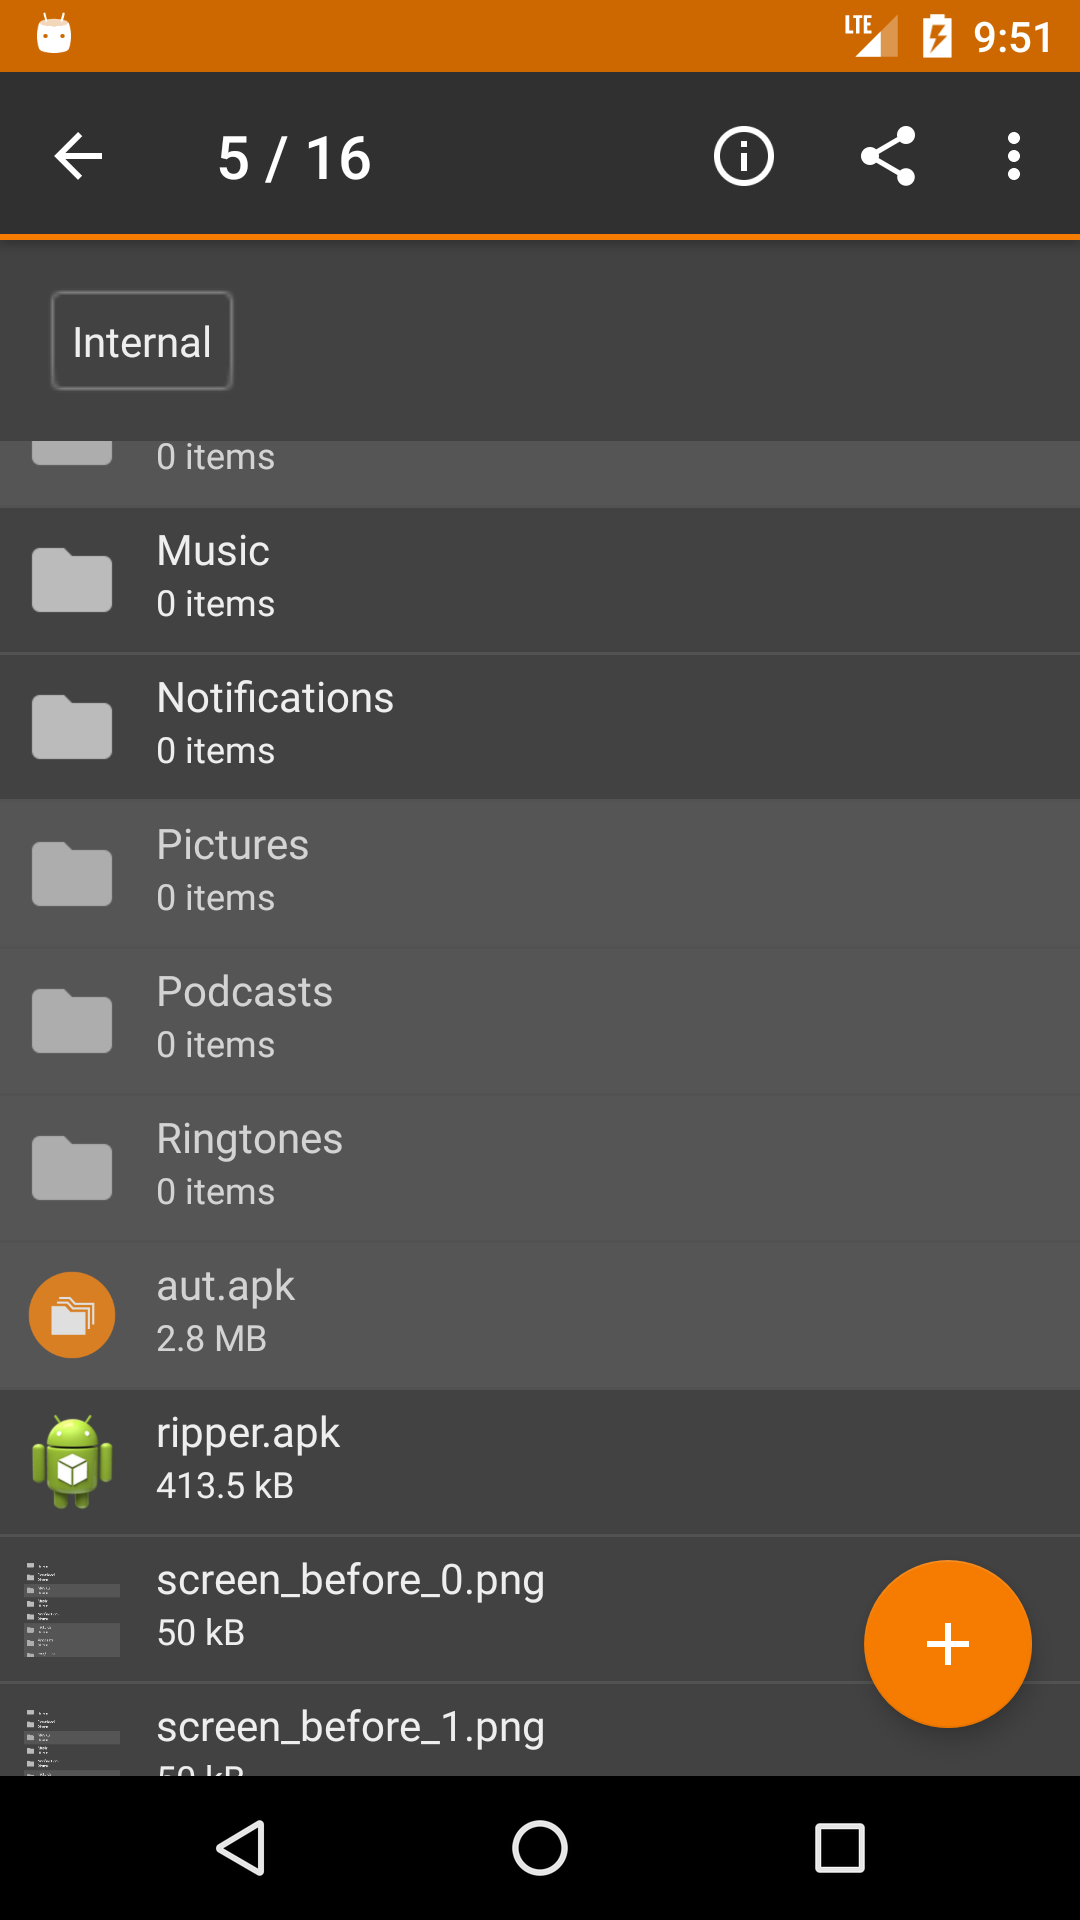 LTE 9:51
5 / 16
Internal
0 items
Music
0 items
Notifications
0 items
Pictures
0 items
Podcasts
0 items
Ringtones
0 items
aut.apk
2.8 MB
ripper.apk
413.5 kB
screen_before_0.png
50 kB
screen_before_1.png